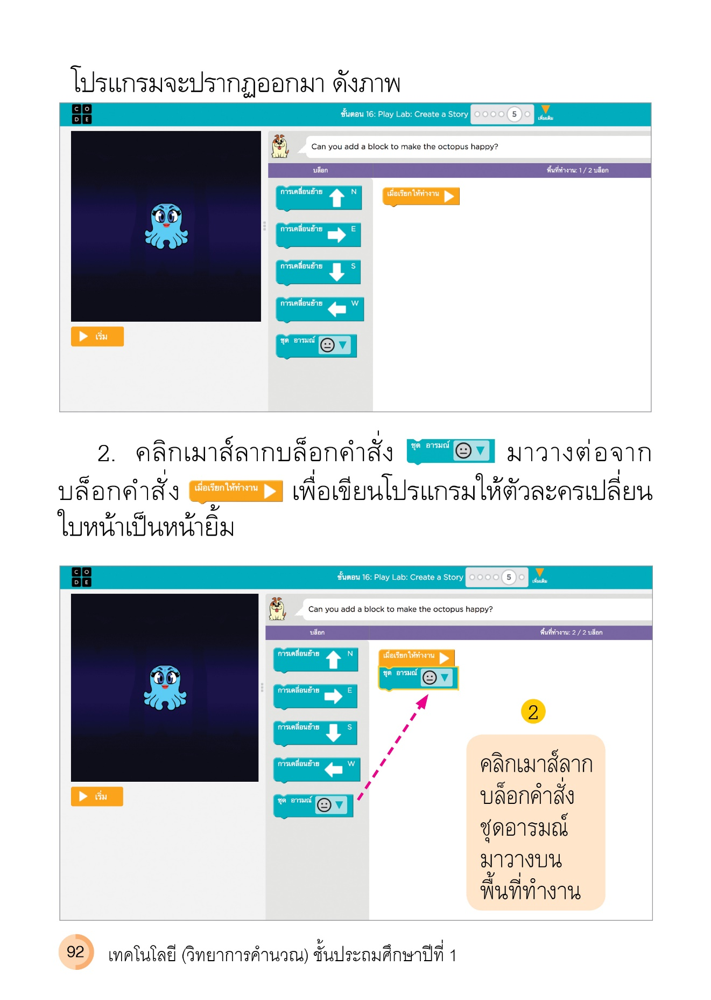 โปรแกรมจะปรากฏออกมา ดังภาพ
C O
D E
ขั้นตอน 16: Play Lab: Create a Story
5
เพิ่มเติม
Can you add a block to make the octopus happy?
บล็อก
พื้นที่ทำงาน: 1 / 2 บล็อก
การเคลื่อนย้าย N
เมื่อเรียกให้ทำงาน
การเคลื่อนย้าย E
การเคลื่อนย้าย S
การเคลื่อนย้าย W
เริ่ม
ชุด อารมณ์
2. คลิกเมาส์ลากบล็อกคำสั่ง ชุด อารมณ์ มาวางต่อจาก
บล็อกคำสั่ง เมื่อเรียกให้ทำงาน เพื่อเขียนโปรแกรมให้ตัวละครเปลี่ยน
ใบหน้าเป็นหน้ายิ้ม
C O
D E
ขั้นตอน 16: Play Lab: Create a Story
5
เพิ่มเติม
Can you add a block to make the octopus happy?
บล็อก
พื้นที่ทำงาน: 2 / 2 บล็อก
การเคลื่อนย้าย N
เมื่อเรียกให้ทำงาน
ชุด อารมณ์
การเคลื่อนย้าย E
การเคลื่อนย้าย S
การเคลื่อนย้าย W
เริ่ม
ชุด อารมณ์
2
คลิกเมาส์ลาก
บล็อกคำสั่ง
ชุดอารมณ์
มาวางบน
พื้นที่ทำงาน
92 เทคโนโลยี (วิทยาการคำนวณ) ชั้นประถมศึกษาปีที่ 1